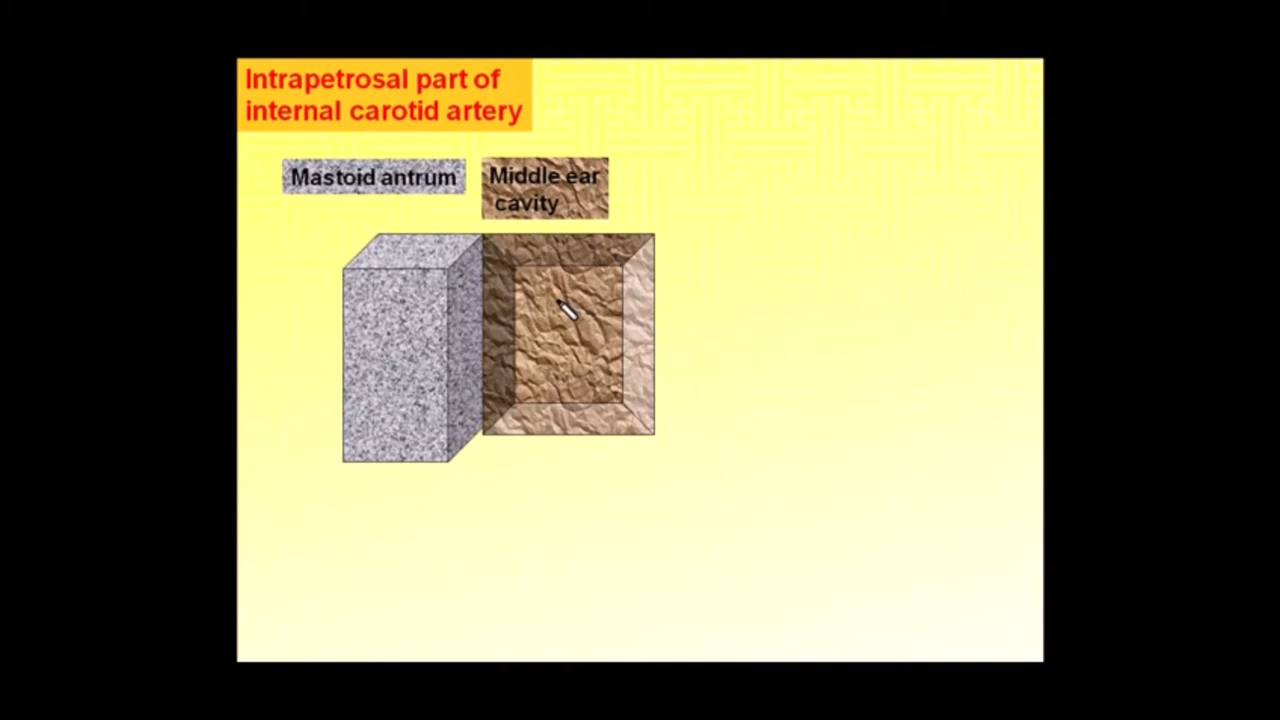 Intrapetrosal part of
internal carotid artery
Mastoid antrum
Middle ear
cavity